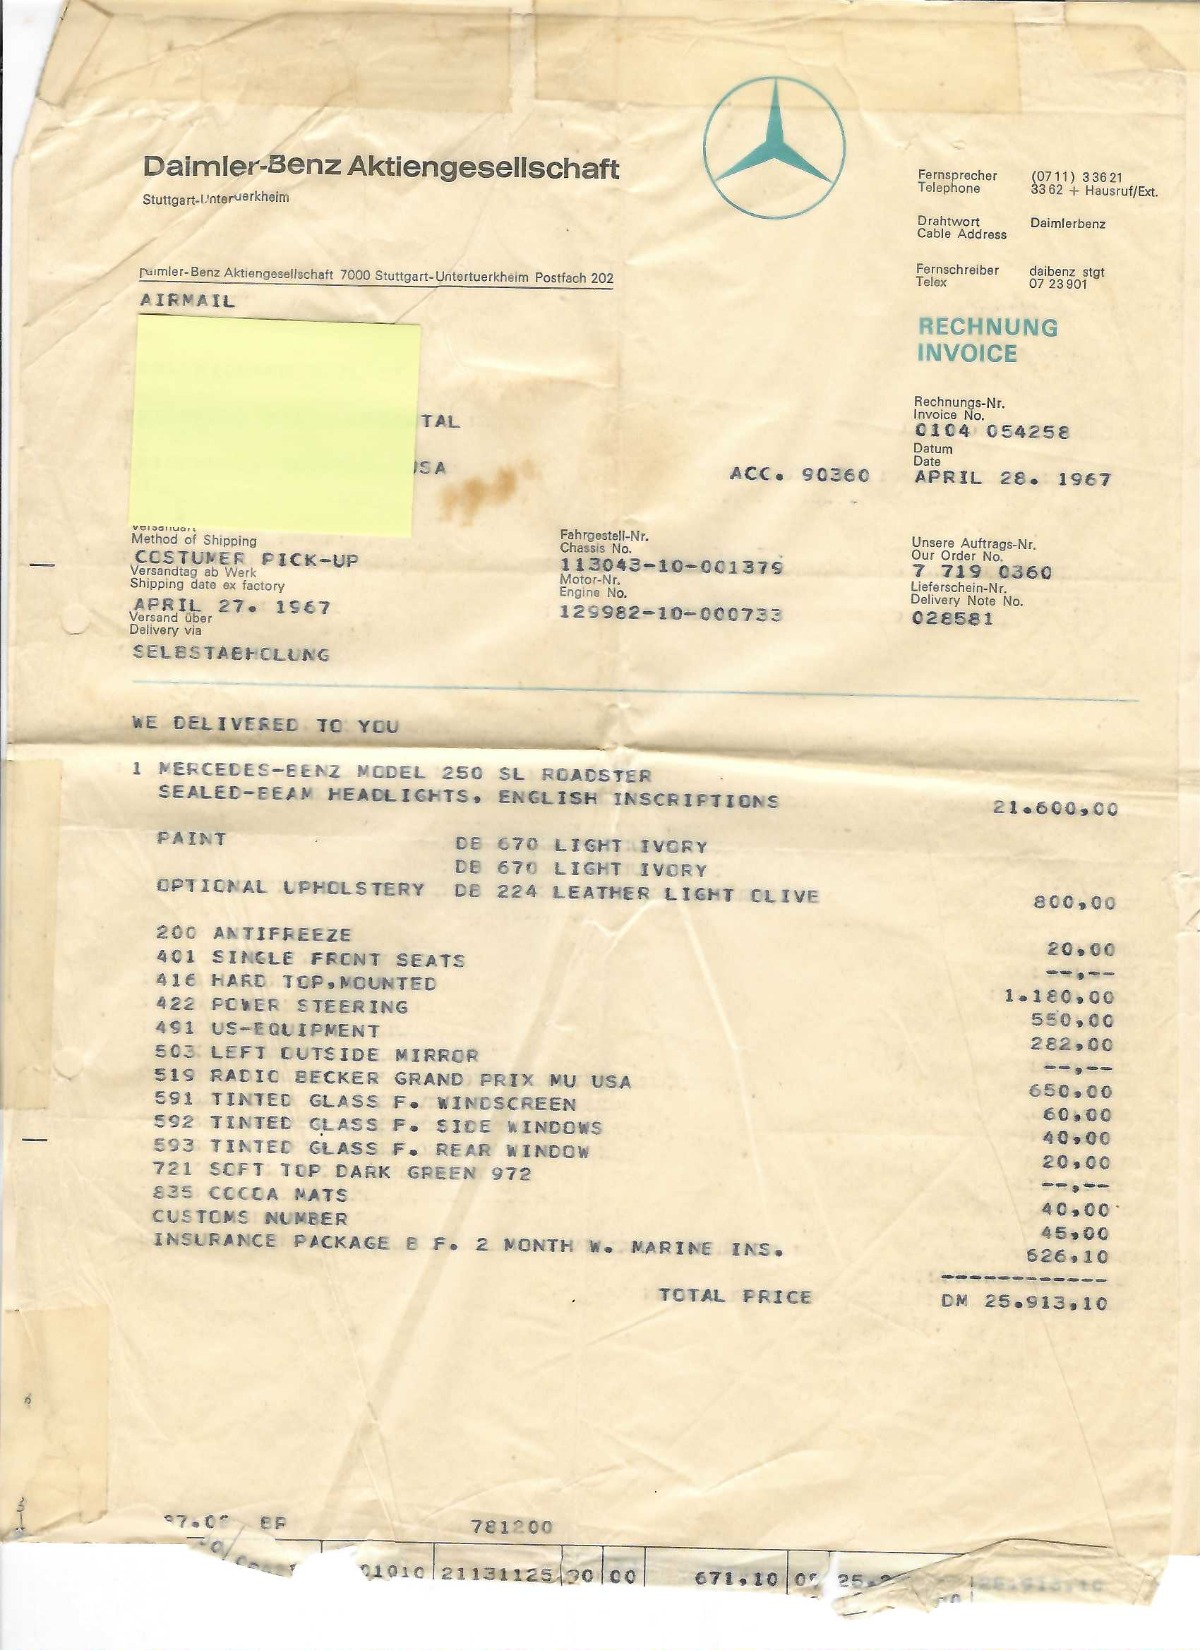 Daimler-Benz Aktiengesellschaft
Stuttgart-Untertuerkheim
Fernsprecher (0711) 3 36 21
Telephone 33 62 + Hausruf/Ext.
Drahtwort Daimlerbenz
Cable Address
Fernschreiber daibenz stgt
Telex 07 23 901
Daimler-Benz Aktiengesellschaft 7000 Stuttgart-Untertuerkheim Postfach 202
AIRMAIL
RECHNUNG
INVOICE
TAL
USA
Rechnungs-Nr.
Invoice No.
0104 054258
Datum
Date
ACC. 90360 APRIL 28. 1967
Versandart
Method of Shipping
COSTUMER PICK-UP
Versandtag ab Werk
Shipping date ex factory
APRIL 27. 1967
Versand über
Delivery via
SELBSTABHOLUNG
Fahrgestell-Nr.
Chassis No.
113043-10-001379
Motor-Nr.
Engine No.
129982-10-000733
Unsere Auftrags-Nr.
Our Order No.
7 719 0360
Lieferschein-Nr.
Delivery Note No.
028581
WE DELIVERED TO YOU
1 MERCEDES-BENZ MODEL 250 SL ROADSTER
SEALED-BEAM HEADLIGHTS, ENGLISH INSCRIPTIONS 21.600,00
PAINT DB 670 LIGHT IVORY
DB 670 LIGHT IVORY
OPTIONAL UPHOLSTERY DB 224 LEATHER LIGHT OLIVE 800,00
200 ANTIFREEZE 20,00
401 SINGLE FRONT SEATS --,--
416 HARD TOP,MOUNTED 1.180,00
422 POWER STEERING 550,00
491 US-EQUIPMENT 282,00
503 LEFT OUTSIDE MIRROR --,--
519 RADIO BECKER GRAND PRIX MU USA 650,00
591 TINTED GLASS F. WINDSCREEN 60,00
592 TINTED GLASS F. SIDE WINDOWS 40,00
593 TINTED GLASS F. REAR WINDOW 20,00
721 SOFT TOP DARK GREEN 972 --,--
835 COCOA MATS 40,00
CUSTOMS NUMBER 45,00
INSURANCE PACKAGE B F. 2 MONTH W. MARINE INS. 626,10
------------
TOTAL PRICE DM 25.913,10
781200
01010 21131125 00 00 671,10